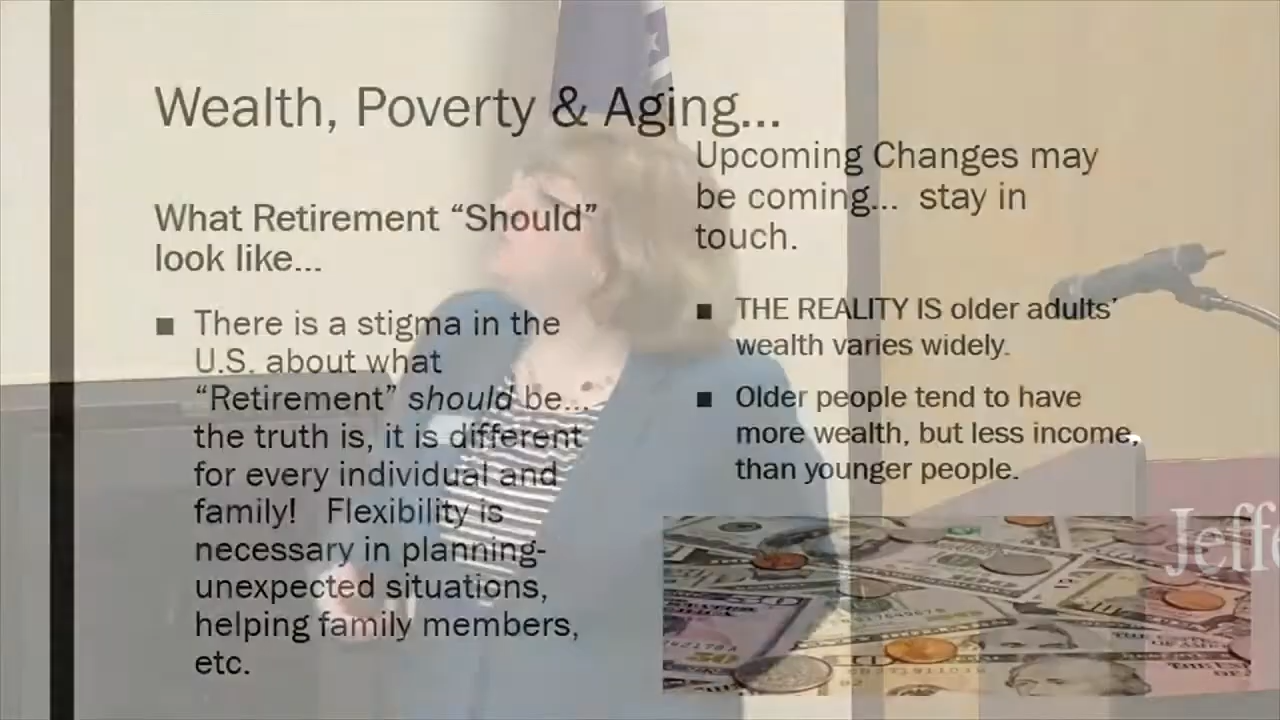 Wealth, Poverty & Aging...
What Retirement “Should”
look like...
■ There is a stigma in the
U.S. about what
“Retirement” should be...
the truth is, it is different
for every individual and
family! Flexibility is
necessary in planning-
unexpected situations,
helping family members,
etc.
Upcoming Changes may
be coming... stay in
touch.
■ THE REALITY IS older adults’
wealth varies widely.
■ Older people tend to have
more wealth, but less income,
than younger people.
Jeffe